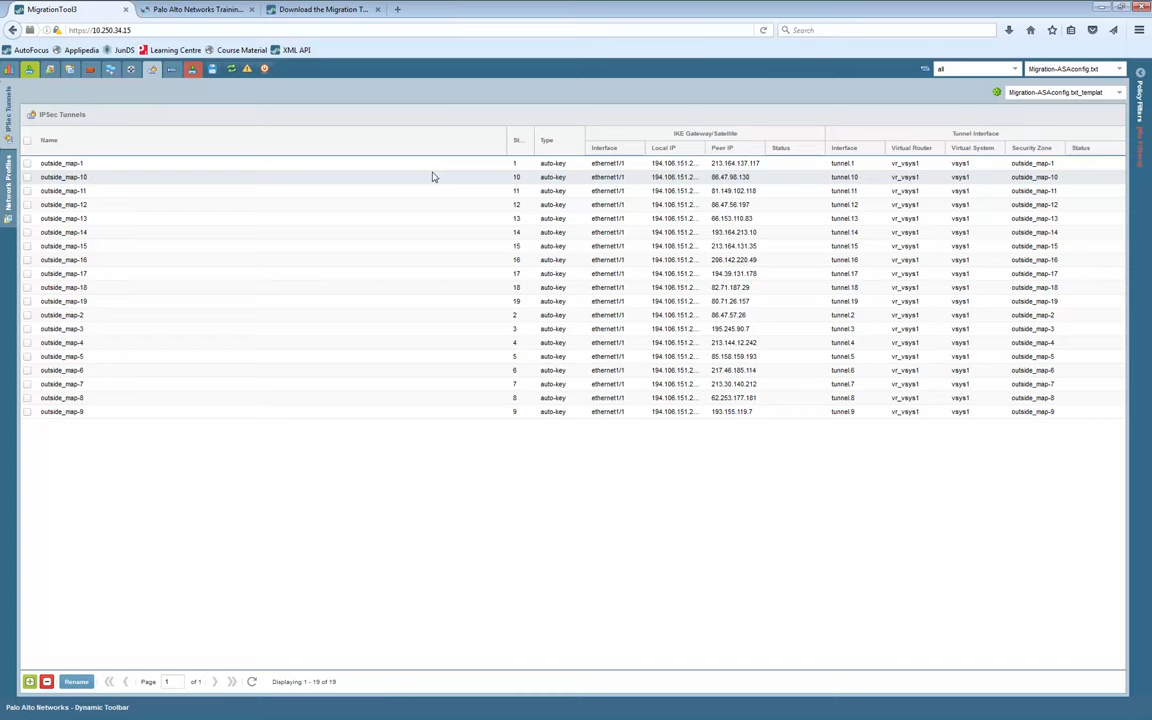 MigrationTool3
Palo Alto Networks Trainin...
Download the Migration T...
https://10.250.34.15
Search
AutoFocus
Applipedia
JunDS
Learning Centre
Course Material
XML API
all
Migration-ASAconfig.txt
Migration-ASAconfig.txt_templat
IPSec Tunnels
Network Profiles
Policy Filters
IPSec Tunnels
IKE Gateway/Satellite Tunnel Interface
Name St... Type Interface Local IP Peer IP Status Interface Virtual Router Virtual System Security Zone Status
outside_map-1 1 auto-key ethernet1/1 194.106.151.2... 213.164.137.117 tunnel.1 vr_vsys1 vsys1 outside_map-1
outside_map-10 10 auto-key ethernet1/1 194.106.151.2... 86.47.98.130 tunnel.10 vr_vsys1 vsys1 outside_map-10
outside_map-11 11 auto-key ethernet1/1 194.106.151.2... 81.149.102.118 tunnel.11 vr_vsys1 vsys1 outside_map-11
outside_map-12 12 auto-key ethernet1/1 194.106.151.2... 86.47.56.197 tunnel.12 vr_vsys1 vsys1 outside_map-12
outside_map-13 13 auto-key ethernet1/1 194.106.151.2... 66.153.110.83 tunnel.13 vr_vsys1 vsys1 outside_map-13
outside_map-14 14 auto-key ethernet1/1 194.106.151.2... 193.164.213.10 tunnel.14 vr_vsys1 vsys1 outside_map-14
outside_map-15 15 auto-key ethernet1/1 194.106.151.2... 213.164.131.35 tunnel.15 vr_vsys1 vsys1 outside_map-15
outside_map-16 16 auto-key ethernet1/1 194.106.151.2... 206.142.220.49 tunnel.16 vr_vsys1 vsys1 outside_map-16
outside_map-17 17 auto-key ethernet1/1 194.106.151.2... 194.39.131.178 tunnel.17 vr_vsys1 vsys1 outside_map-17
outside_map-18 18 auto-key ethernet1/1 194.106.151.2... 82.71.187.29 tunnel.18 vr_vsys1 vsys1 outside_map-18
outside_map-19 19 auto-key ethernet1/1 194.106.151.2... 80.71.26.157 tunnel.19 vr_vsys1 vsys1 outside_map-19
outside_map-2 2 auto-key ethernet1/1 194.106.151.2... 86.47.57.26 tunnel.2 vr_vsys1 vsys1 outside_map-2
outside_map-3 3 auto-key ethernet1/1 194.106.151.2... 195.245.90.7 tunnel.3 vr_vsys1 vsys1 outside_map-3
outside_map-4 4 auto-key ethernet1/1 194.106.151.2... 213.144.12.242 tunnel.4 vr_vsys1 vsys1 outside_map-4
outside_map-5 5 auto-key ethernet1/1 194.106.151.2... 85.158.159.193 tunnel.5 vr_vsys1 vsys1 outside_map-5
outside_map-6 6 auto-key ethernet1/1 194.106.151.2... 217.46.185.114 tunnel.6 vr_vsys1 vsys1 outside_map-6
outside_map-7 7 auto-key ethernet1/1 194.106.151.2... 213.30.140.212 tunnel.7 vr_vsys1 vsys1 outside_map-7
outside_map-8 8 auto-key ethernet1/1 194.106.151.2... 62.253.177.181 tunnel.8 vr_vsys1 vsys1 outside_map-8
outside_map-9 9 auto-key ethernet1/1 194.106.151.2... 193.155.119.7 tunnel.9 vr_vsys1 vsys1 outside_map-9
Rename
Page 1 of 1
Displaying 1 - 19 of 19
Palo Alto Networks - Dynamic Toolbar